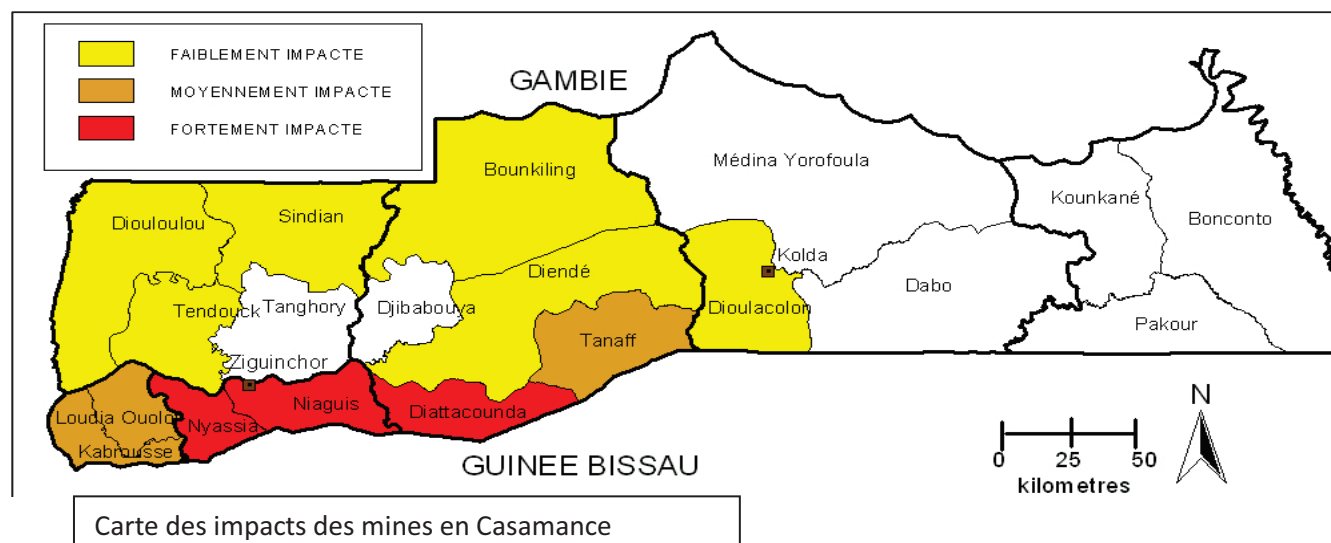 FAIBLEMENT IMPACTE
MOYENNEMENT IMPACTE
FORTEMENT IMPACTE
GAMBIE
Médina Yorofoula
Bounkiling
Kounkané
Bonconto
Diouloulou
Sindian
Kolda
Diendé
Dabo
Tendouck
Tanghory
Djibabouya
Dioulacolon
Pakour
Tanaff
Ziguinchor
Loudia Ouolof
Nyassia
Niaguis
Diattacounda
Kabrousse
GUINEE BISSAU
N
0 25 50
kilometres
Carte des impacts des mines en Casamance